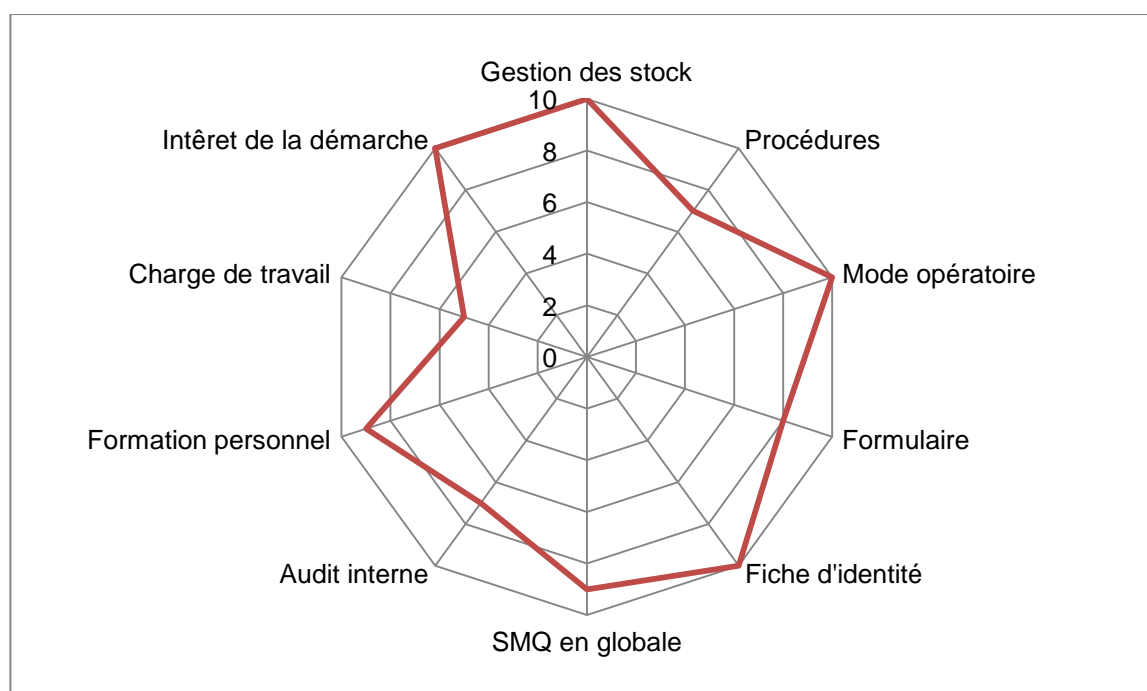 Gestion des stock
10
Intêret de la démarche
Procédures
8
6
4
Charge de travail
Mode opératoire
2
0
Formation personnel
Formulaire
Audit interne
Fiche d'identité
SMQ en globale